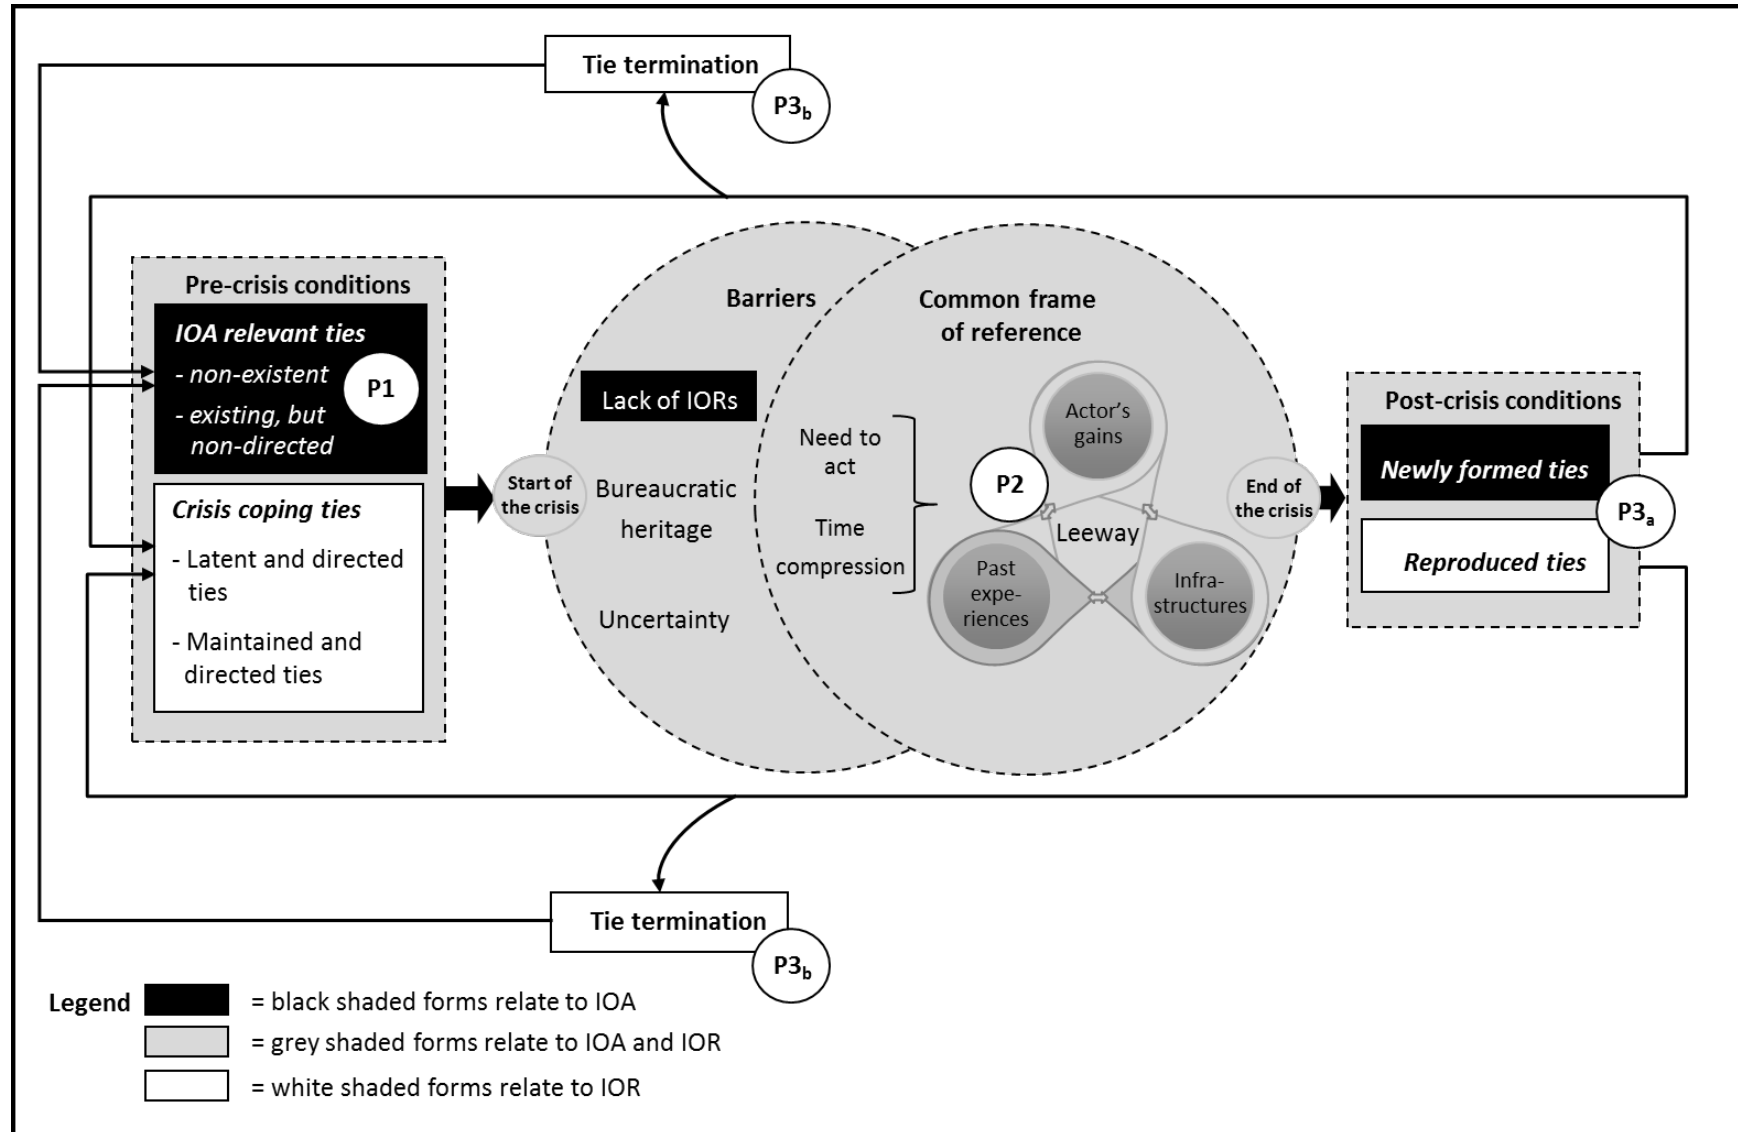 Tie termination
P3b
Pre-crisis conditions
IOA relevant ties
- non-existent
- existing, but
non-directed
P1
Crisis coping ties
- Latent and directed
ties
- Maintained and
directed ties
Start of
the crisis
Barriers
Lack of IORs
Bureaucratic
heritage
Uncertainty
Common frame
of reference
Need to
act
Time
compression
P2
Actor's
gains
Leeway
Past
expe-
riences
Infra-
structures
End of
the crisis
Post-crisis conditions
Newly formed ties
P3a
Reproduced ties
Tie termination
P3b
Legend
= black shaded forms relate to IOA
= grey shaded forms relate to IOA and IOR
= white shaded forms relate to IOR